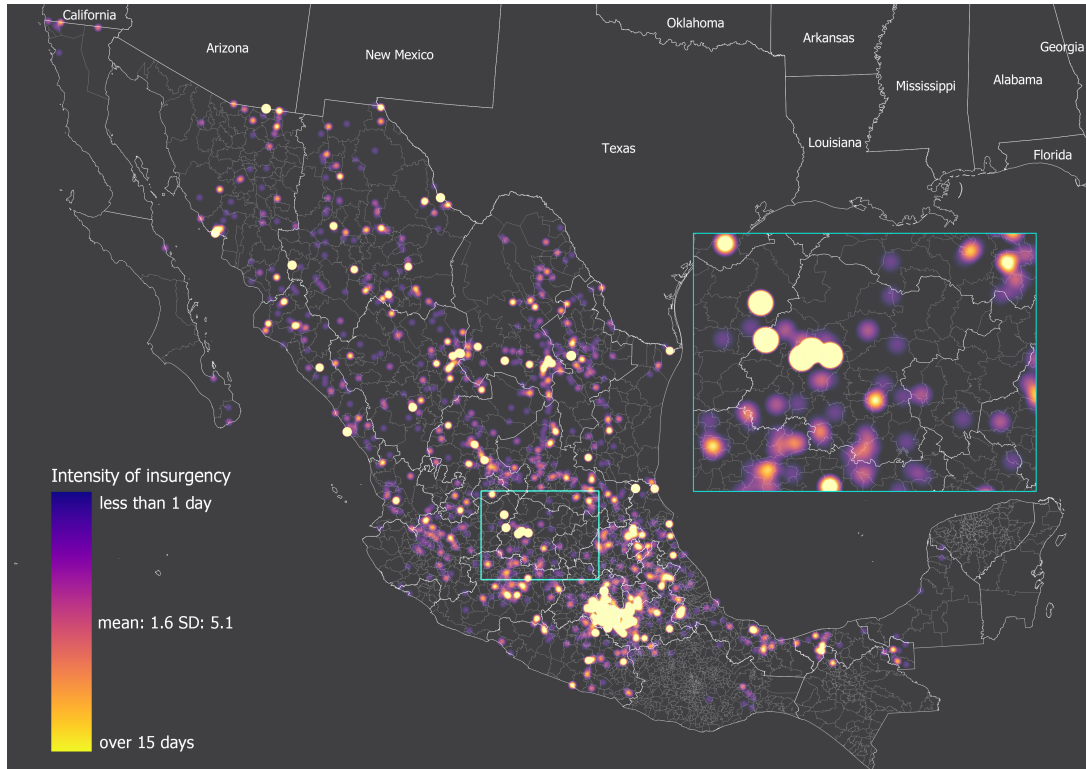 California
Oklahoma
Arkansas
Georgia
Arizona
New Mexico
Mississippi
Alabama
Texas
Louisiana
Florida
Intensity of insurgency
less than 1 day
mean: 1.6 SD: 5.1
over 15 days